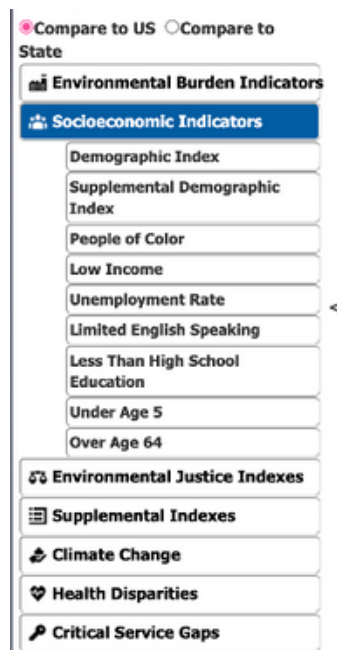 Compare to US Compare to
State
Environmental Burden Indicators
Socioeconomic Indicators
Demographic Index
Supplemental Demographic
Index
People of Color
Low Income
Unemployment Rate
Limited English Speaking
Less Than High School
Education
Under Age 5
Over Age 64
Environmental Justice Indexes
Supplemental Indexes
Climate Change
Health Disparities
Critical Service Gaps